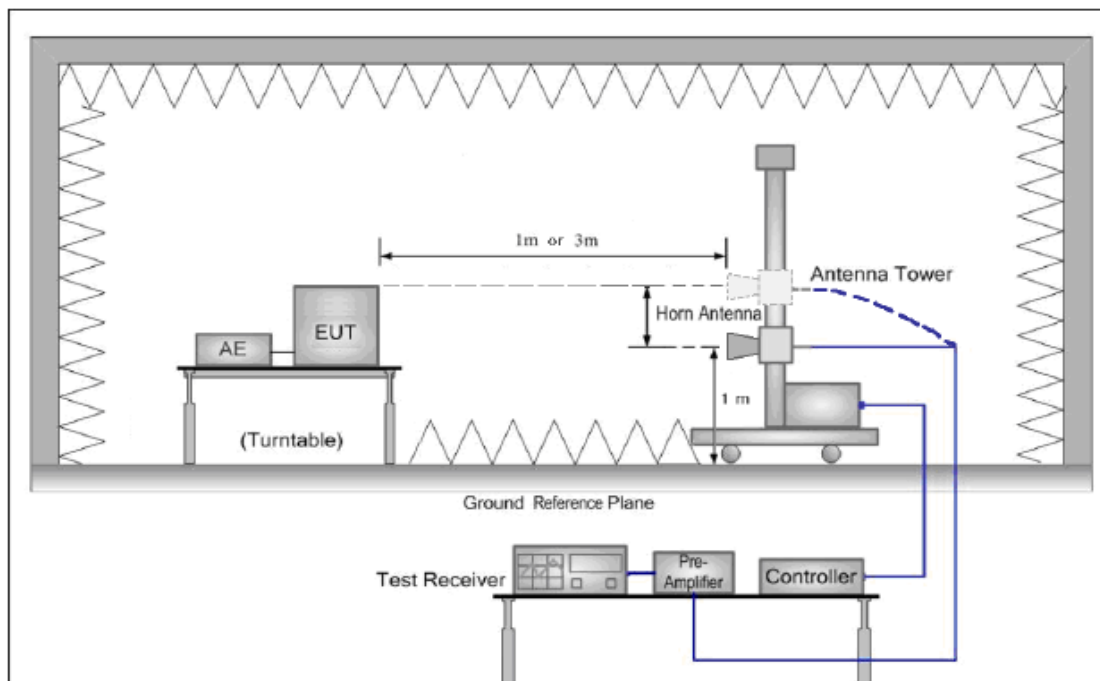 1m or 3m
Antenna Tower
Horn Antenna
EUT
AE
1 m
(Turntable)
Ground Reference Plane
Test Receiver
Pre-
Amplifier
Controller